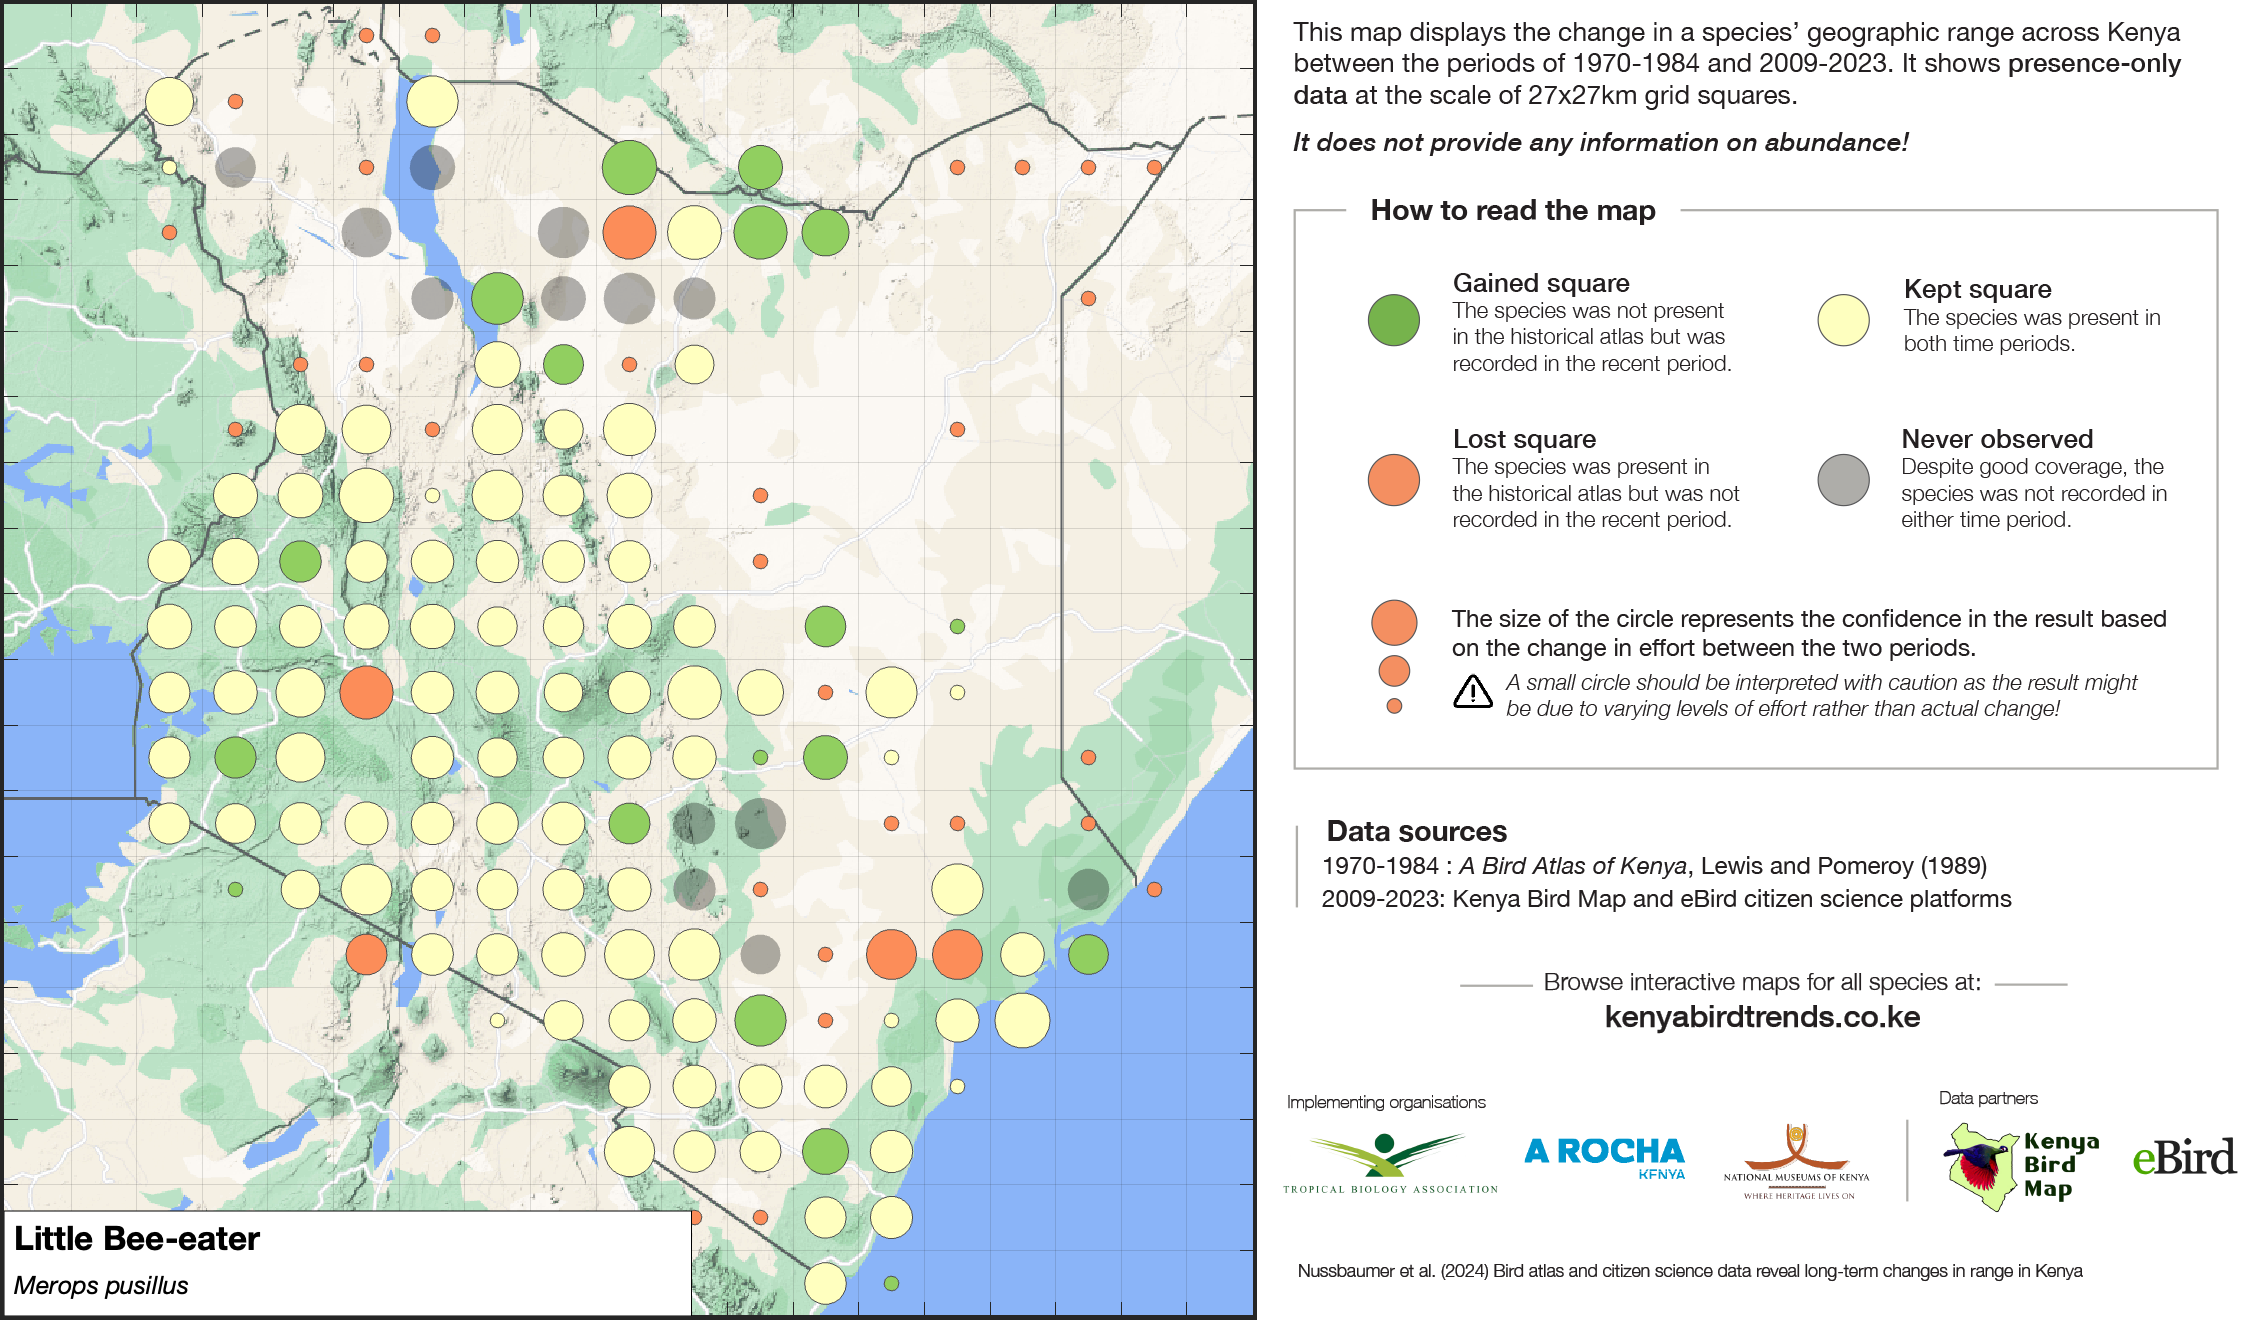 This map displays the change in a species’ geographic range across Kenya
between the periods of 1970-1984 and 2009-2023. It shows presence-only
data at the scale of 27x27km grid squares.
It does not provide any information on abundance!
How to read the map
Gained square
The species was not present
in the historical atlas but was
recorded in the recent period.
Kept square
The species was present in
both time periods.
Lost square
The species was present in
the historical atlas but was not
recorded in the recent period.
Never observed
Despite good coverage, the
species was not recorded in
either time period.
The size of the circle represents the confidence in the result based
on the change in effort between the two periods.
A small circle should be interpreted with caution as the result might
be due to varying levels of effort rather than actual change!
Data sources
1970-1984 : A Bird Atlas of Kenya, Lewis and Pomeroy (1989)
2009-2023: Kenya Bird Map and eBird citizen science platforms
Browse interactive maps for all species at:
kenyabirdtrends.co.ke
Implementing organisations
Data partners
TROPICAL BIOLOGY ASSOCIATION
A ROCHA
KENYA
NATIONAL MUSEUMS OF KENYA
WHERE HERITAGE LIVES ON
Kenya
Bird
Map
eBird
Little Bee-eater
Merops pusillus
Nussbaumer et al. (2024) Bird atlas and citizen science data reveal long-term changes in range in Kenya